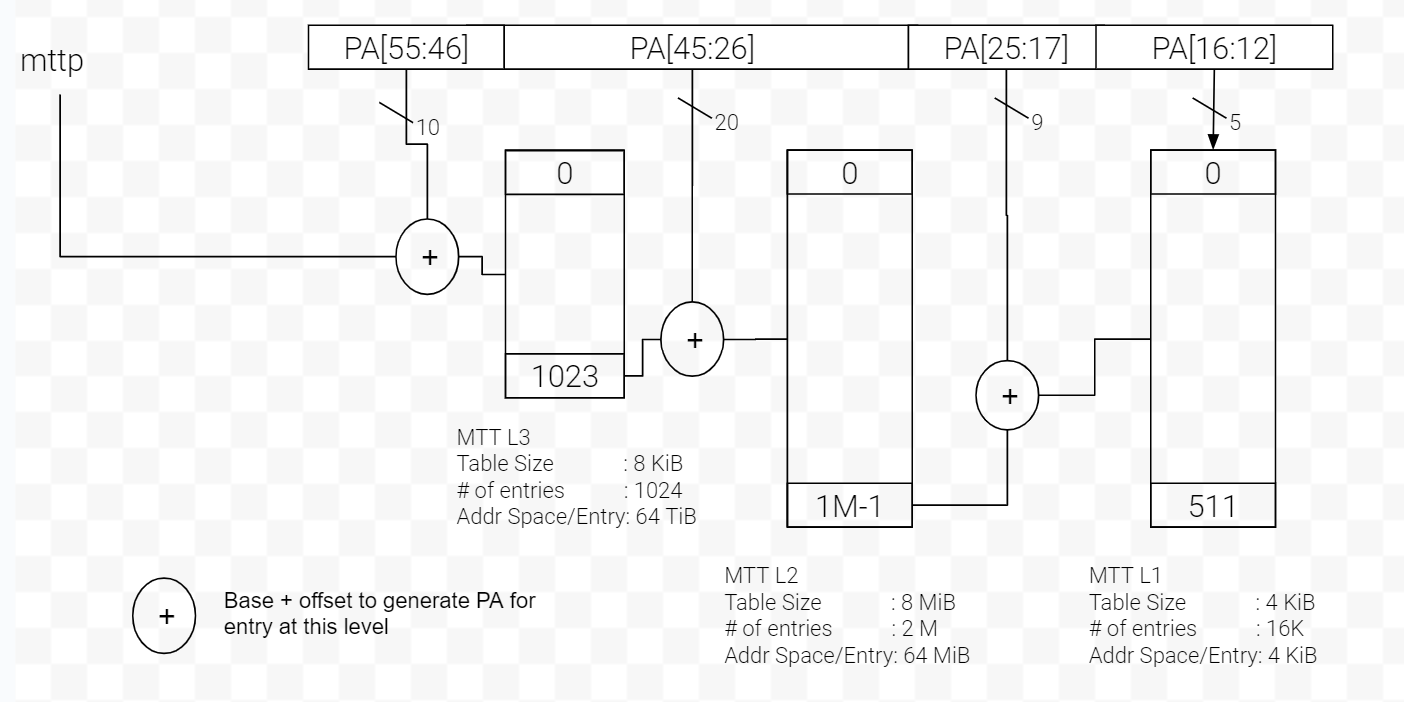 mttp
PA[55:46] PA[45:26] PA[25:17] PA[16:12]
10 20 9 5
0 0 0
+
+
1023
+
1M-1 511
MTT L3
Table Size : 8 KiB
# of entries : 1024
Addr Space/Entry: 64 TiB
MTT L2
Table Size : 8 MiB
# of entries : 2 M
Addr Space/Entry: 64 MiB
MTT L1
Table Size : 4 KiB
# of entries : 16K
Addr Space/Entry: 4 KiB
+
Base + offset to generate PA for
entry at this level